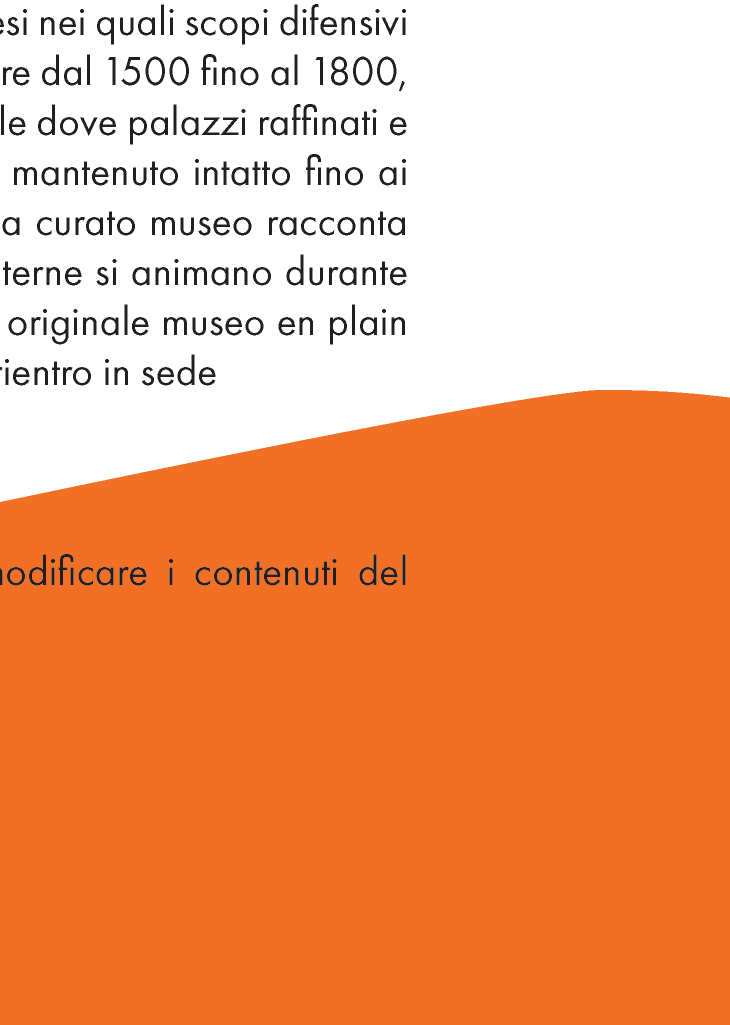 esi nei quali scopi difensivi
re dal 1500 fino al 1800,
le dove palazzi raffinati e
mantenuto intatto fino ai
a curato museo racconta
terne si animano durante
originale museo en plain
rientro in sede
modificare i contenuti del